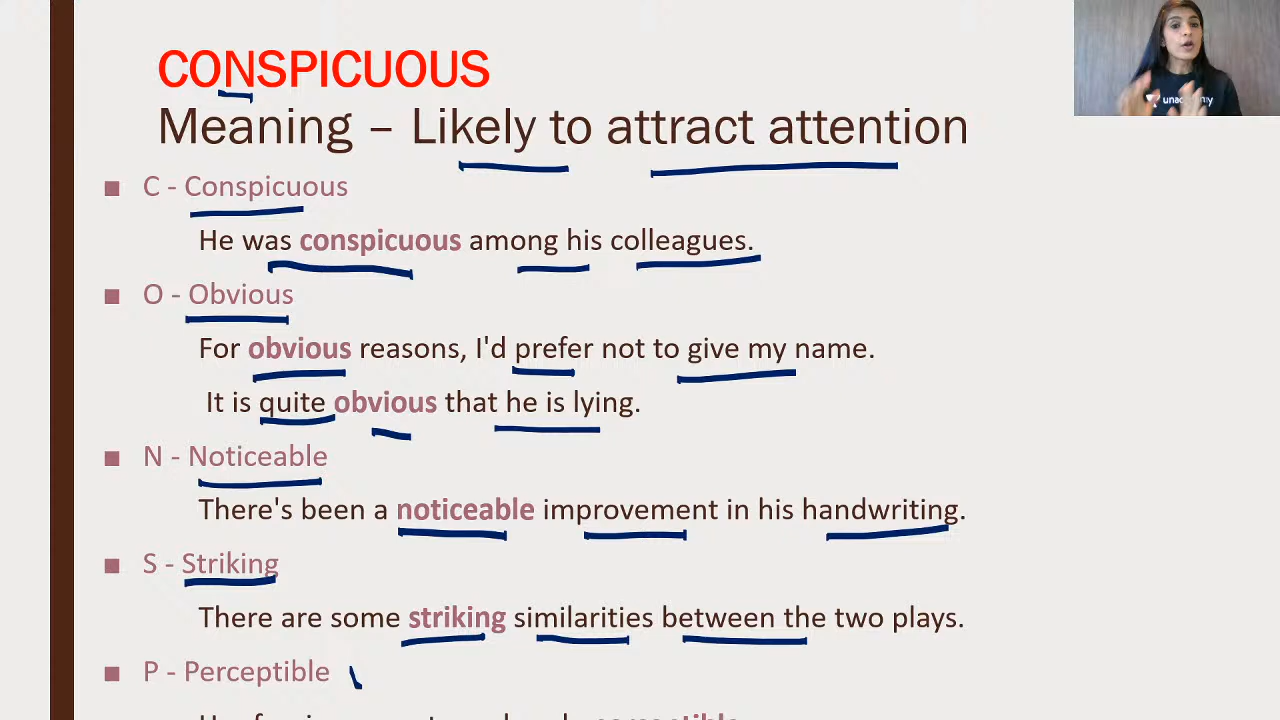 CONSPICUOUS
Meaning – Likely to attract attention
■ C - Conspicuous
He was conspicuous among his colleagues.
■ O - Obvious
For obvious reasons, I'd prefer not to give my name.
It is quite obvious that he is lying.
■ N - Noticeable
There's been a noticeable improvement in his handwriting.
■ S - Striking
There are some striking similarities between the two plays.
■ P - Perceptible